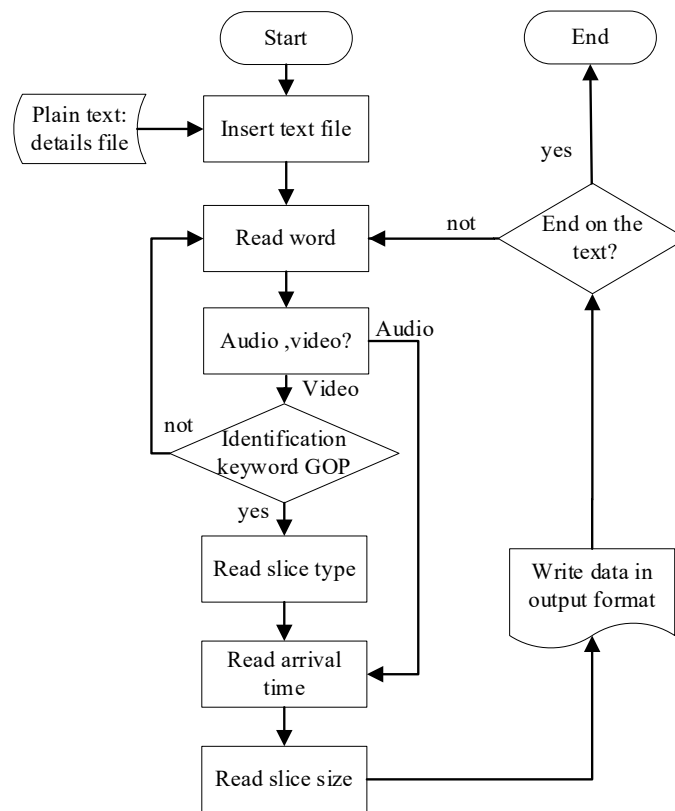 Start
End
Plain text:
details file
Insert text file
yes
Read word
not
End on the
text?
Audio ,video?
Audio
Video
not
Identification
keyword GOP
yes
Read slice type
Write data in
output format
Read arrival
time
Read slice size